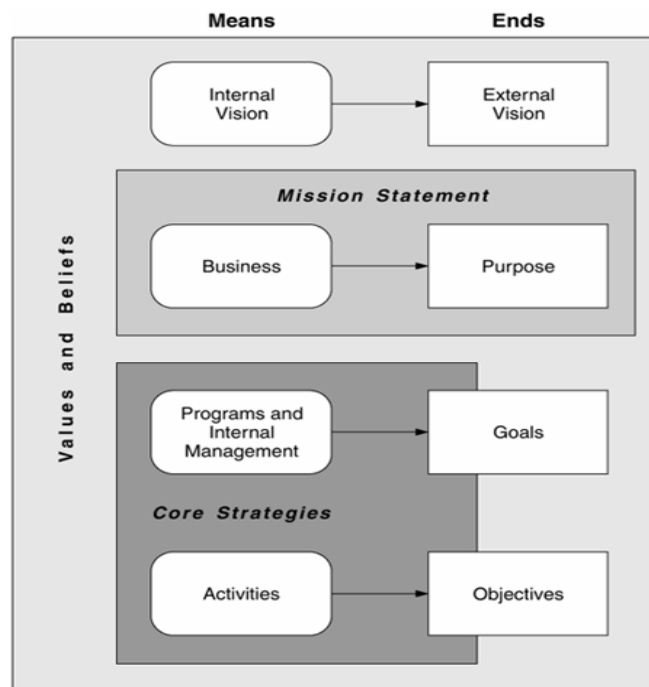 Means
Ends
Internal
Vision
External
Vision
Mission Statement
Business
Purpose
Values and Beliefs
Programs and
Internal
Management
Goals
Core Strategies
Activities
Objectives